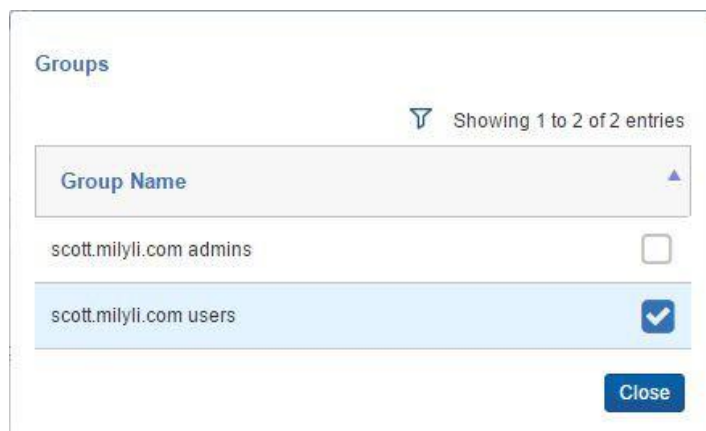 Groups
Showing 1 to 2 of 2 entries
Group Name
scott.milyli.com admins
scott.milyli.com users
Close